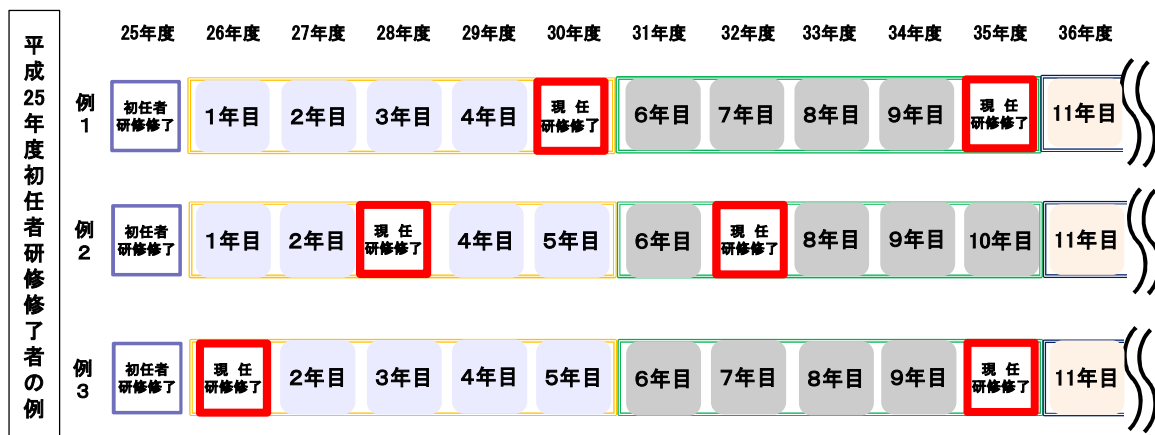 平成25年度初任者研修修了者の例
25年度 26年度 27年度 28年度 29年度 30年度 31年度 32年度 33年度 34年度 35年度 36年度
例1
初任者
研修修了
1年目 2年目 3年目 4年目
現 任
研修修了
6年目 7年目 8年目 9年目
現 任
研修修了
11年目
例2
初任者
研修修了
1年目 2年目
現 任
研修修了
4年目 5年目 6年目
現 任
研修修了
8年目 9年目 10年目 11年目
例3
初任者
研修修了
現 任
研修修了
2年目 3年目 4年目 5年目 6年目 7年目 8年目 9年目
現 任
研修修了
11年目